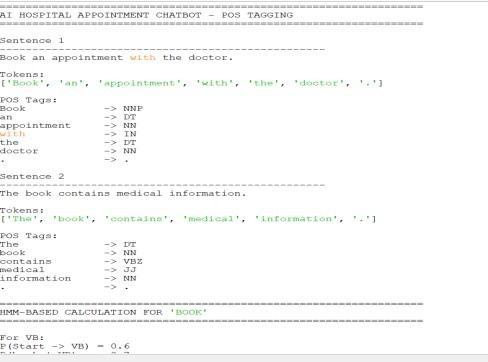 ================================================================
AI HOSPITAL APPOINTMENT CHATBOT - POS TAGGING
================================================================
Sentence 1
-------------------------------------------------
Book an appointment with the doctor.
Tokens:
['Book', 'an', 'appointment', 'with', 'the', 'doctor', '.']
POS Tags:
Book -> NNP
an -> DT
appointment -> NN
with -> IN
the -> DT
doctor -> NN
. -> .
Sentence 2
-------------------------------------------------
The book contains medical information.
Tokens:
['The', 'book', 'contains', 'medical', 'information', '.']
POS Tags:
The -> DT
book -> NN
contains -> VBZ
medical -> JJ
information -> NN
. -> .
================================================================
HMM-BASED CALCULATION FOR 'BOOK'
================================================================
For VB:
P(Start -> VB) = 0.6